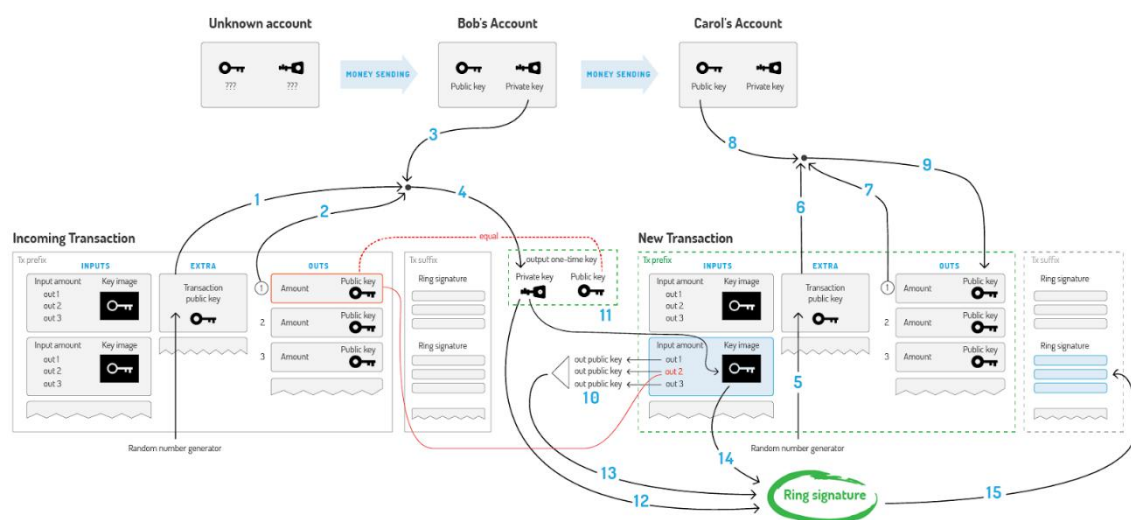 Unknown account
Bob's Account
Carol's Account
???
???
MONEY SENDING
Public key
Private key
MONEY SENDING
Public key
Private key
3
8
9
1
2
4
6
7
Incoming Transaction
equal
New Transaction
Tx prefix
INPUTS
EXTRA
OUTS
Tx suffix
output one-time key
Tx prefix
INPUTS
EXTRA
OUTS
Tx suffix
Input amount
Key image
out 1
out 2
out 3
Transaction
public key
1
Amount
Public key
Ring signature
Private key
Public key
11
Input amount
Key image
out 1
out 2
out 3
Transaction
public key
1
Amount
Public key
Ring signature
2
Amount
Public key
2
Amount
Public key
Input amount
Key image
out 1
out 2
out 3
3
Amount
Public key
Ring signature
out public key
out public key
out public key
10
Input amount
Key image
out 1
out 2
out 3
5
3
Amount
Public key
Ring signature
Random number generator
Random number generator
14
13
12
Ring signature
15